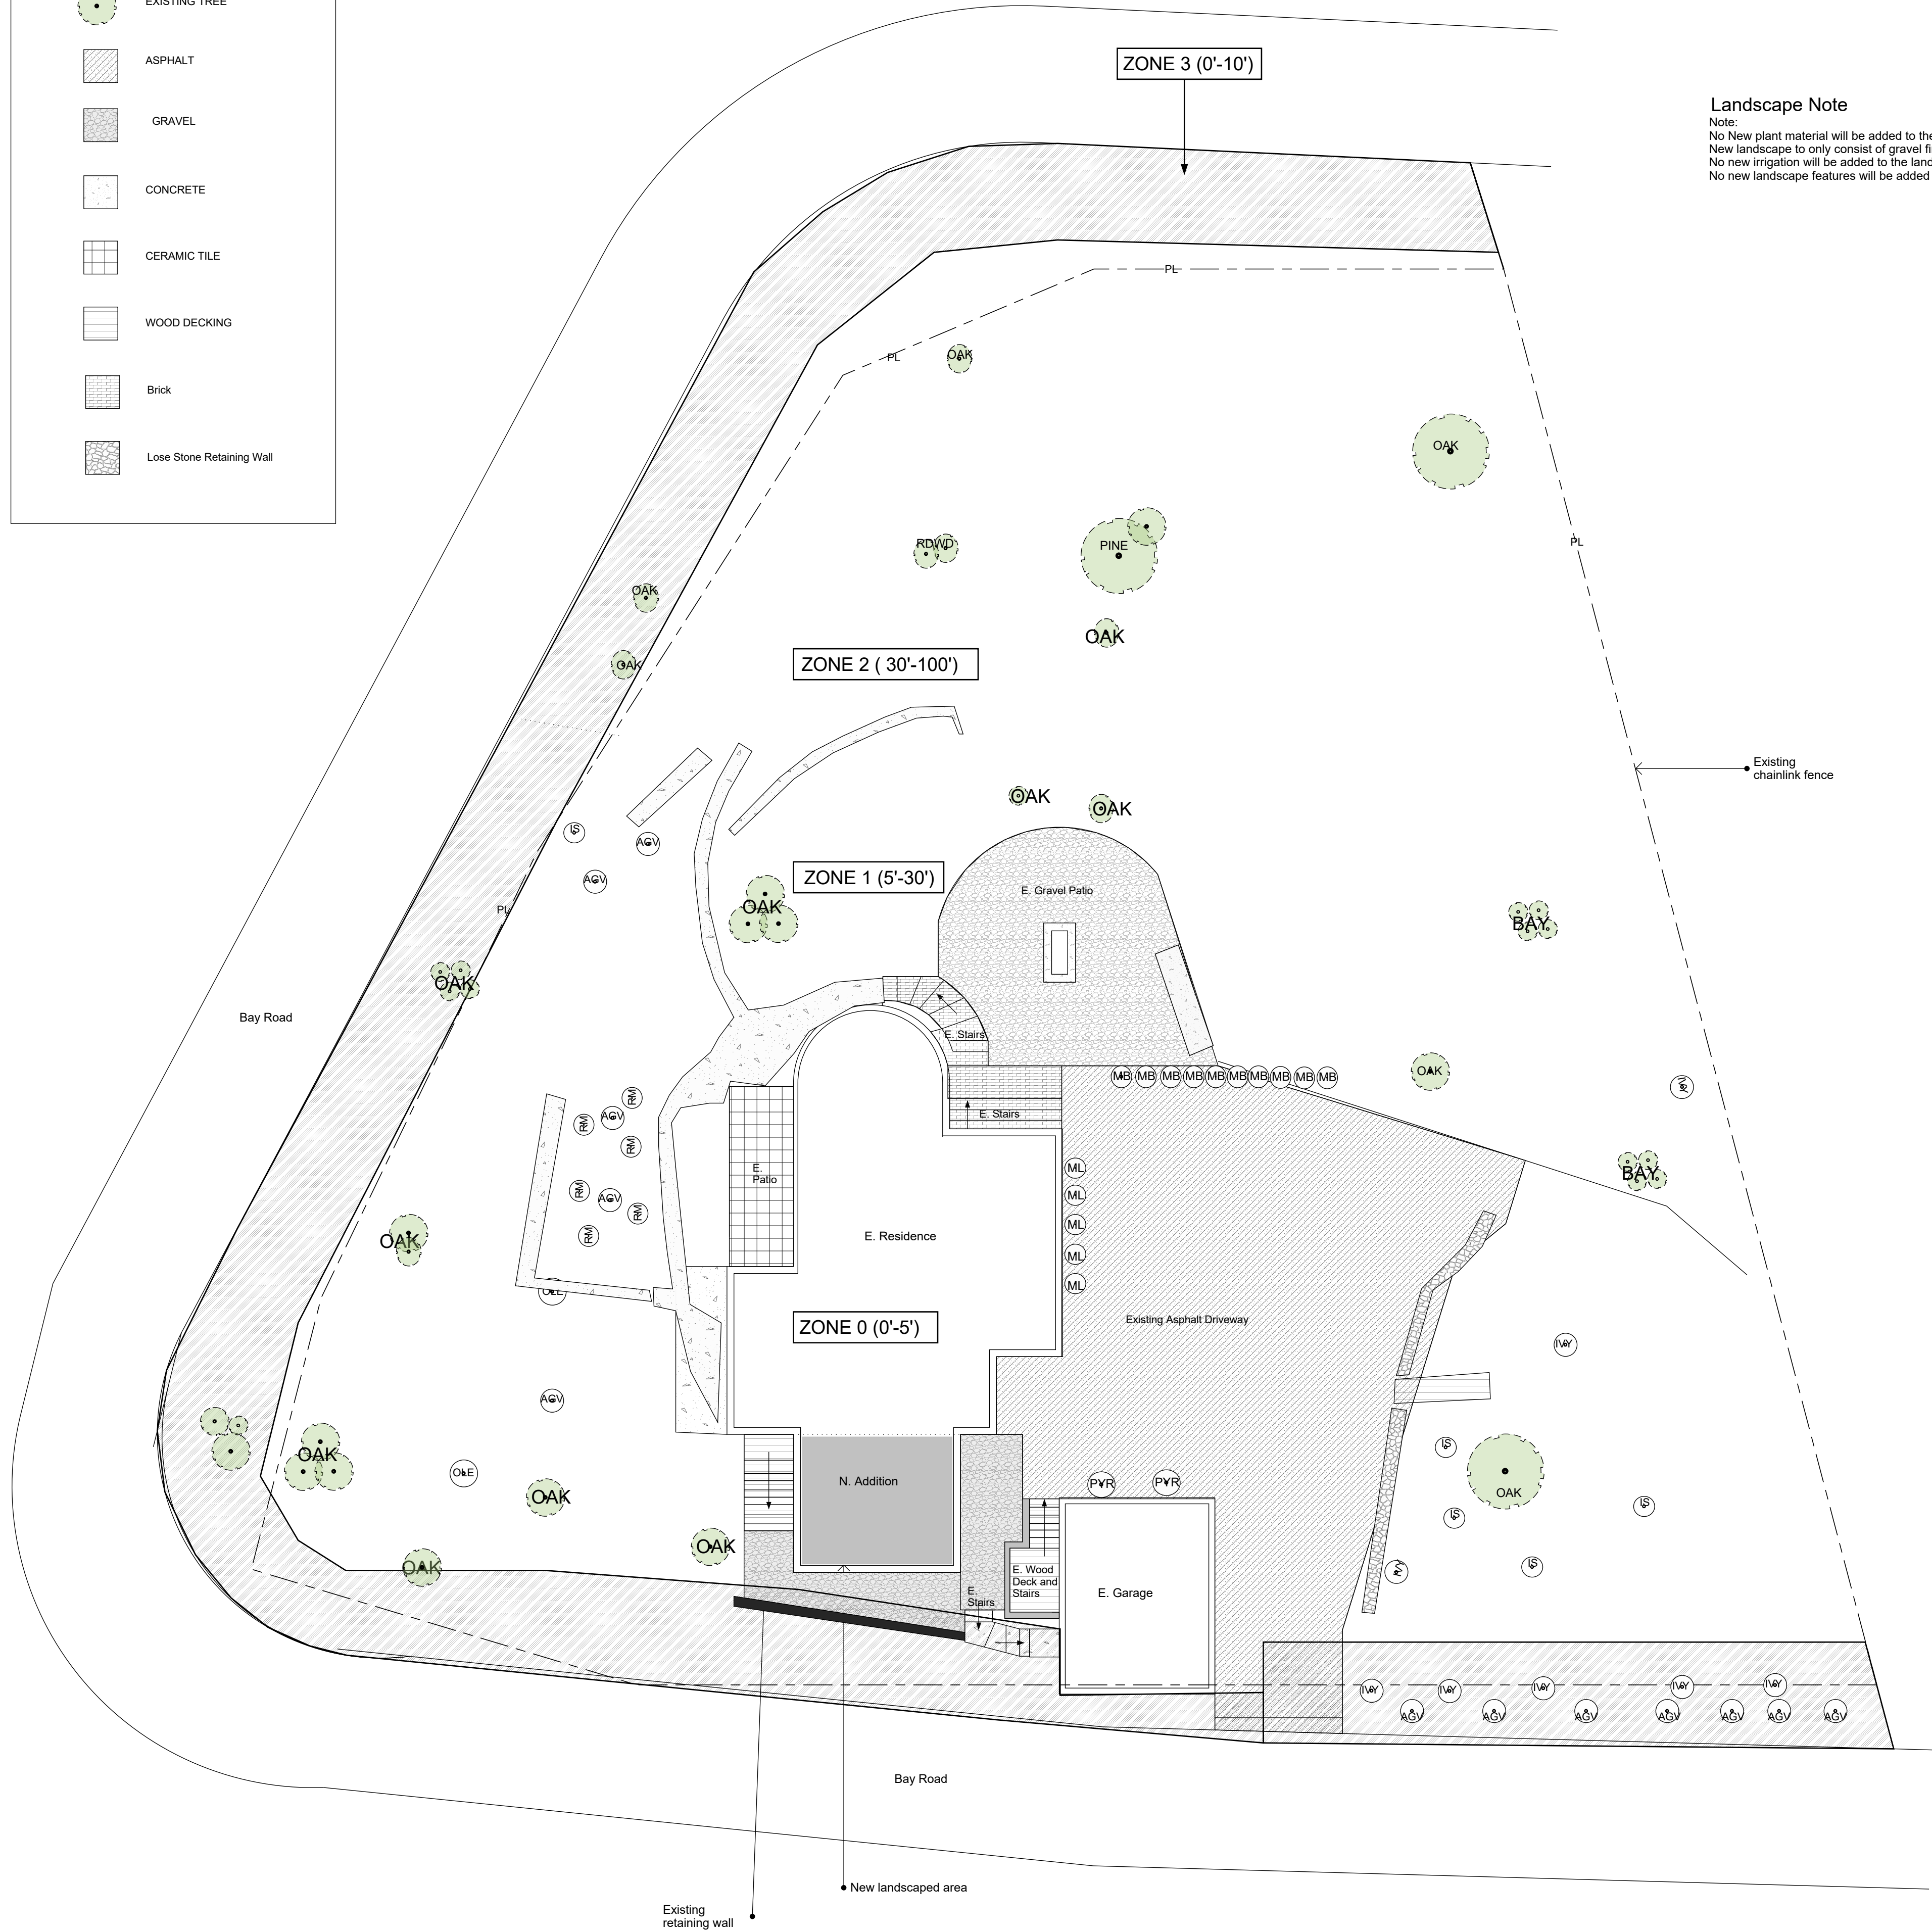 EXISTING TREE
ASPHALT
GRAVEL
CONCRETE
CERAMIC TILE
WOOD DECKING
Brick
Lose Stone Retaining Wall
ZONE 3 (0'-10')
Landscape Note
Note:
No New plant material will be added to the
New landscape to only consist of gravel
No new irrigation will be added to the
No new landscape features will be added
PL
PL
OAK
OAK
RDWD
PINE
OAK
PL
OAK
OAK
ZONE 2 ( 30'-100')
Existing
chainlink fence
OAK
OAK
IS
AGV
AGV
ZONE 1 (5'-30')
E. Gravel Patio
OAK
PL
BAY
OAK
Bay Road
E. Stairs
MB
MB
MB
MB
MB
MB
MB
MB
MB
MB
OAK
IVY
RM
AGV
RM
RM
E. Stairs
E.
Patio
ML
ML
ML
ML
ML
BAY
RM
AGV
RM
RM
OAK
E. Residence
OLE
ZONE 0 (0'-5')
Existing Asphalt Driveway
IVY
AGV
OAK
OLE
OAK
N. Addition
PYR
PYR
IS
OAK
IS
IS
OAK
OAK
IS
IVY
E. Wood
Deck and
Stairs
E.
Stairs
E. Garage
IVY
IVY
IVY
IVY
IVY
AGV
AGV
AGV
AGV
AGV
AGV
AGV
Bay Road
New landscaped area
Existing
retaining wall